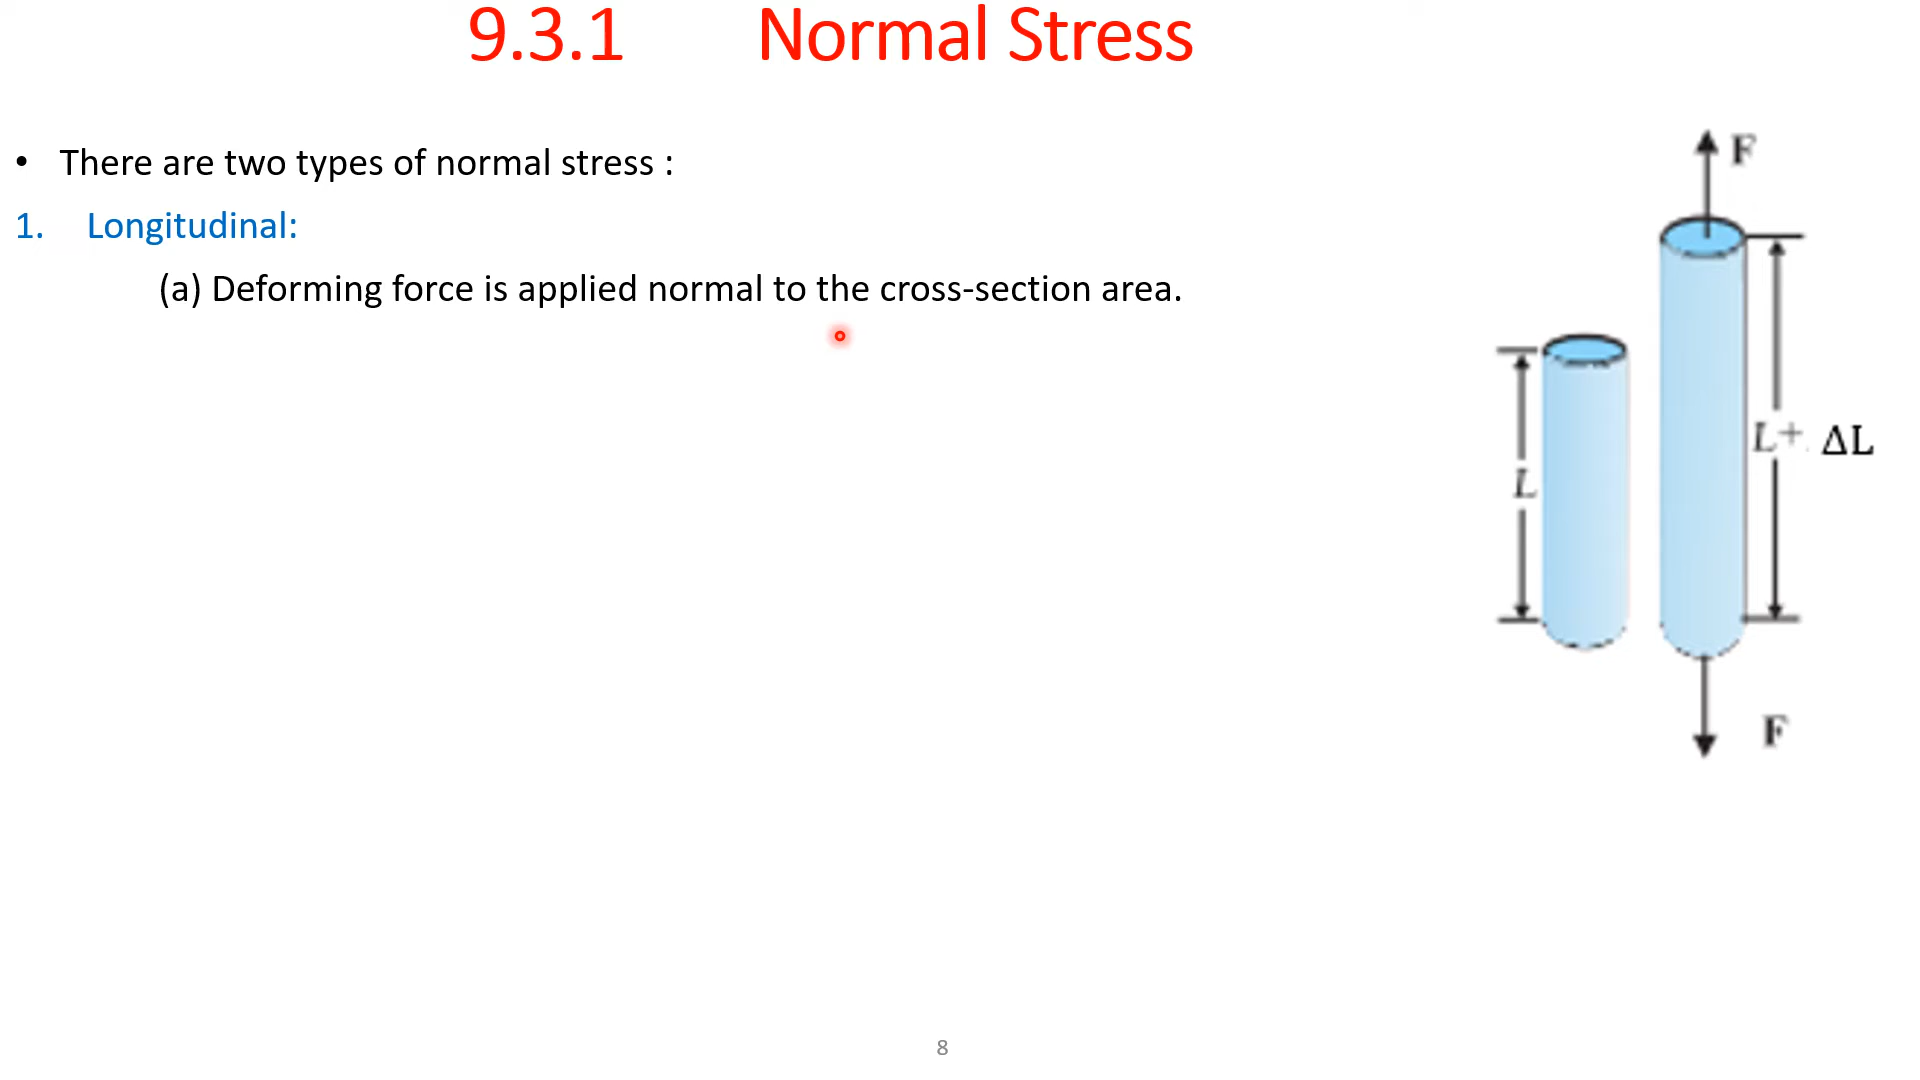 9.3.1 Normal Stress
• There are two types of normal stress :
1. Longitudinal:
(a) Deforming force is applied normal to the cross-section area.
F
L
L+ ΔL
F
8